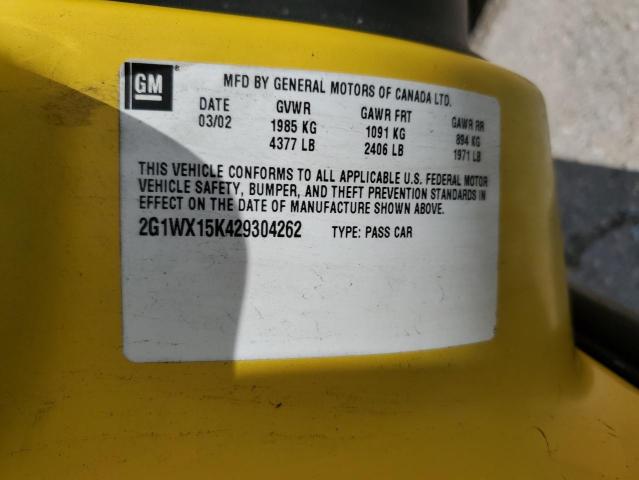 GM® MFD BY GENERAL MOTORS OF CANADA LTD.
DATE GVWR GAWR FRT GAWR RR
03/02 1985 KG 1091 KG 894 KG
4377 LB 2406 LB 1971 LB
THIS VEHICLE CONFORMS TO ALL APPLICABLE U.S. FEDERAL MOTOR
VEHICLE SAFETY, BUMPER, AND THEFT PREVENTION STANDARDS IN
EFFECT ON THE DATE OF MANUFACTURE SHOWN ABOVE.
2G1WX15K429304262 TYPE: PASS CAR